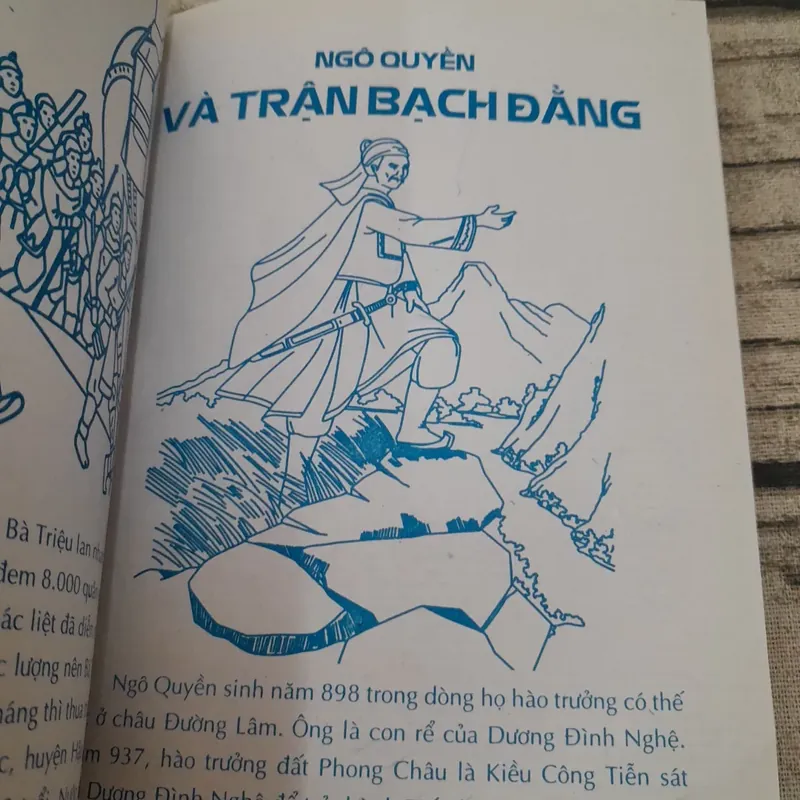 Bà Triệu lan
đem 8.000 quân
ác liệt đã diễn
lượng nên
thì thua
huyện
NGÔ QUYỀN
VÀ TRẬN BẠCH ĐẰNG
Ngô Quyền sinh năm 898 trong dòng họ hào trưởng có thế
ở châu Đường Lâm. Ông là con rể của Dương Đình Nghệ.
937, hào trưởng đất Phong Châu là Kiều Công Tiễn sát
Dương Đình Nghệ để